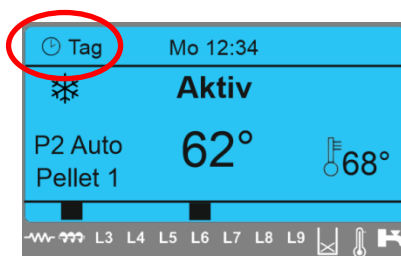 Tag Mo 12:34
Aktiv
P2 Auto 62° 68°
Pellet 1
L3 L4 L5 L6 L7 L8 L9